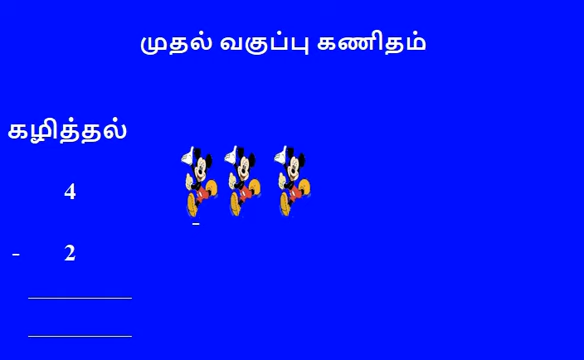 முதல் வகுப்பு கணிதம்
கழித்தல்
4
-
- 2